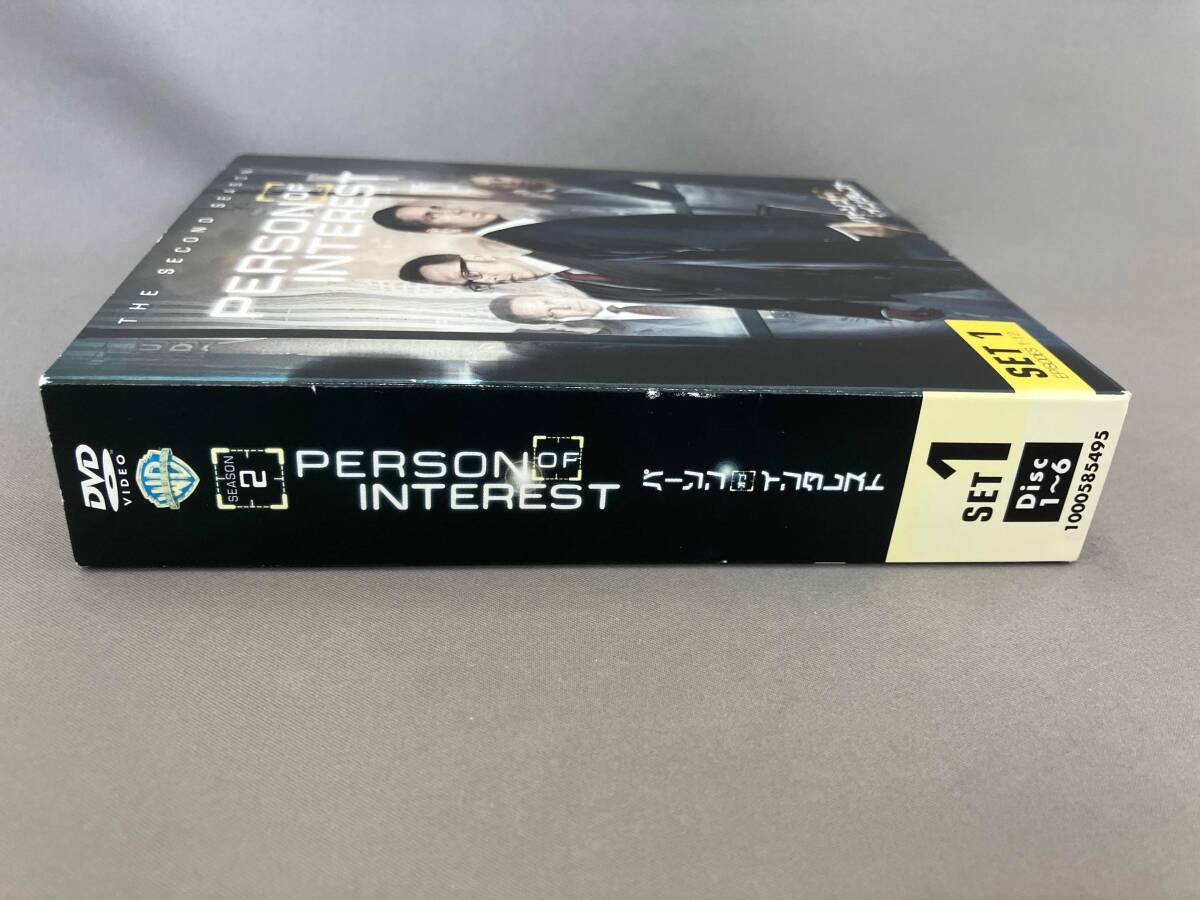 THE SECOND SEASON
PERSON OF
INTEREST
SET 1
DVD
VIDEO
WB
SEASON
2
PERSON OF
INTEREST
パーソン・オブ・インタレスト
SET 1
Disc
1~6
1000585495